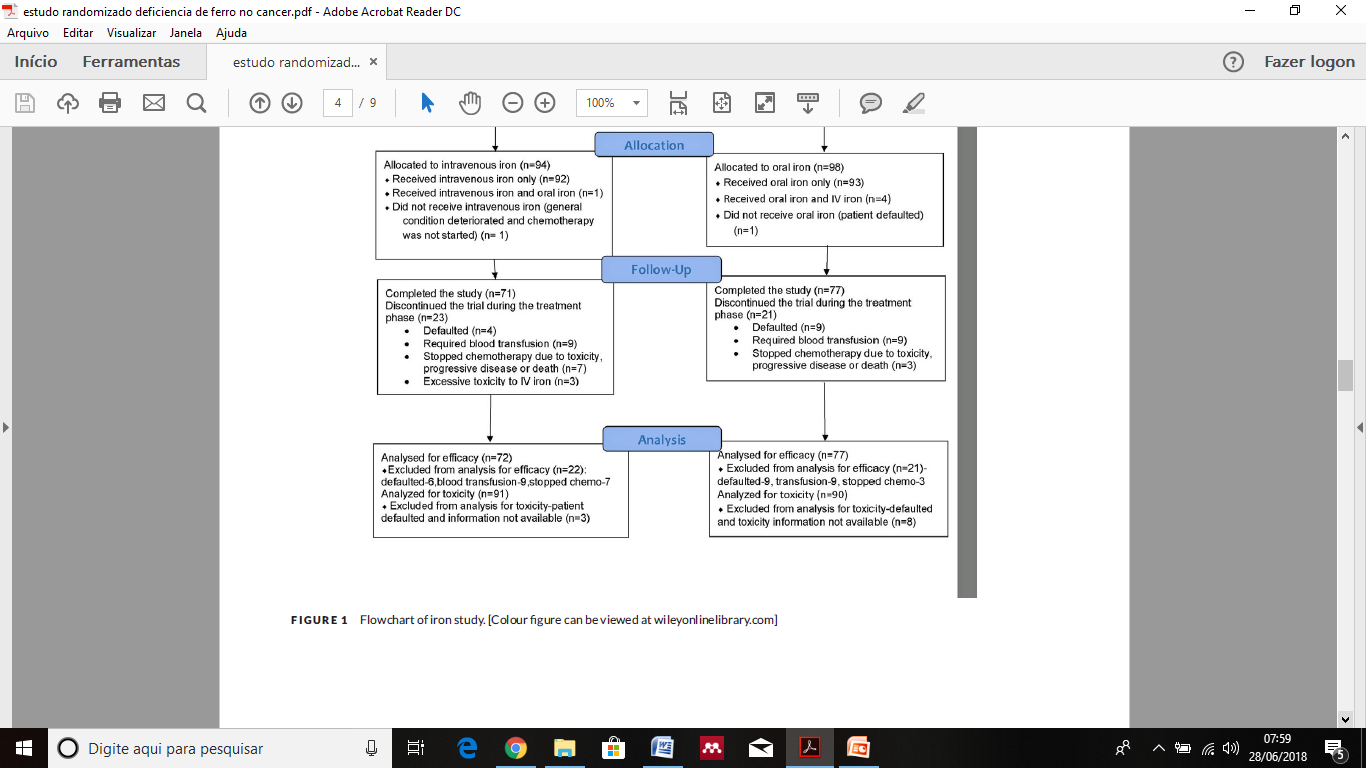 estudo randomizado deficiencia de ferro no cancer.pdf - Adobe Acrobat Reader DC
Arquivo Editar Visualizar Janela Ajuda
Início Ferramentas estudo randomizad... × ? Fazer logon
4 / 9 100%
Allocation
Allocated to intravenous iron (n=94)
♦ Received intravenous iron only (n=92)
♦ Received intravenous iron and oral iron (n=1)
♦ Did not receive intravenous iron (general
condition deteriorated and chemotherapy
was not started) (n= 1)
Allocated to oral iron (n=98)
♦ Received oral iron only (n=93)
♦ Received oral iron and IV iron (n=4)
♦ Did not receive oral iron (patient defaulted)
(n=1)
Follow-Up
Completed the study (n=71)
Discontinued the trial during the treatment
phase (n=23)
• Defaulted (n=4)
• Required blood transfusion (n=9)
• Stopped chemotherapy due to toxicity,
progressive disease or death (n=7)
• Excessive toxicity to IV iron (n=3)
Completed the study (n=77)
Discontinued the trial during the treatment
phase (n=21)
• Defaulted (n=9)
• Required blood transfusion (n=9)
• Stopped chemotherapy due to toxicity,
progressive disease or death (n=3)
Analysis
Analysed for efficacy (n=72)
♦Excluded from analysis for efficacy (n=22):
defaulted-6,blood transfusion-9,stopped chemo-7
Analyzed for toxicity (n=91)
♦ Excluded from analysis for toxicity-patient
defaulted and information not available (n=3)
Analysed for efficacy (n=77)
♦ Excluded from analysis for efficacy (n=21)-
defaulted-9, transfusion-9, stopped chemo-3
Analyzed for toxicity (n=90)
♦ Excluded from analysis for toxicity-defaulted
and toxicity information not available (n=8)
FIGURE 1 Flowchart of iron study. [Colour figure can be viewed at wileyonlinelibrary.com]
Digite aqui para pesquisar
07:59
28/06/2018
5